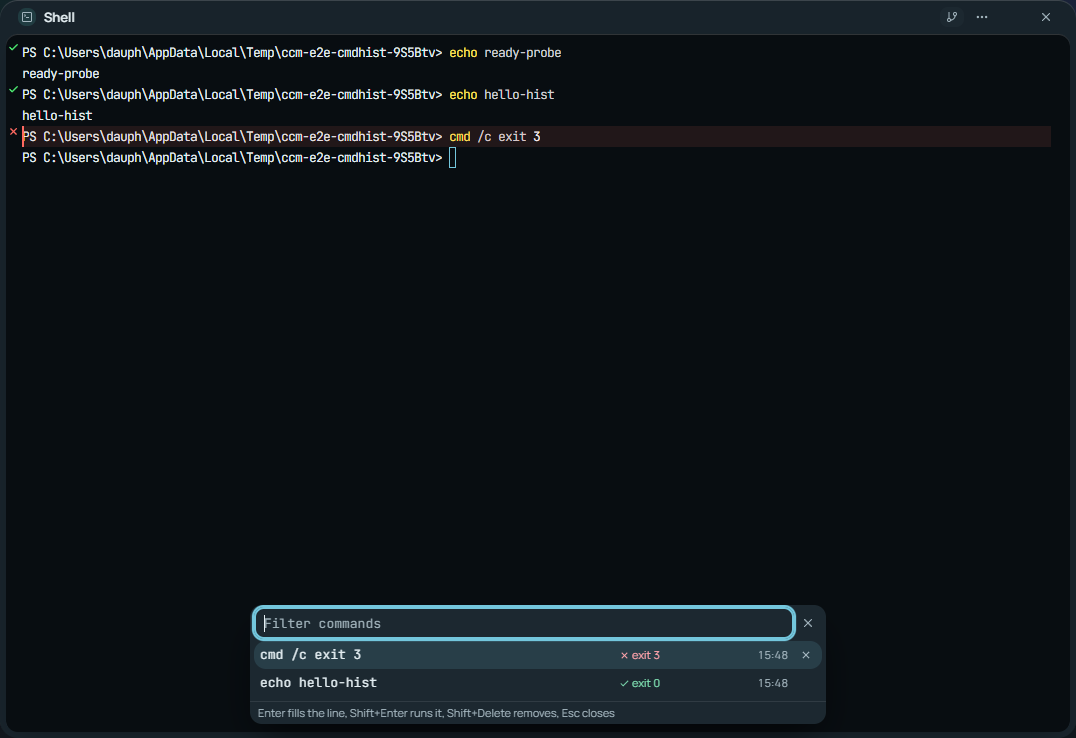 Shell
PS C:\Users\dauph\AppData\Local\Temp\ccm-e2e-cmdhist-9S5Btv> echo ready-probe
ready-probe
PS C:\Users\dauph\AppData\Local\Temp\ccm-e2e-cmdhist-9S5Btv> echo hello-hist
hello-hist
PS C:\Users\dauph\AppData\Local\Temp\ccm-e2e-cmdhist-9S5Btv> cmd /c exit 3
PS C:\Users\dauph\AppData\Local\Temp\ccm-e2e-cmdhist-9S5Btv>
Filter commands
cmd /c exit 3 × exit 3 15:48
echo hello-hist ✓ exit 0 15:48
Enter fills the line, Shift+Enter runs it, Shift+Delete removes, Esc closes